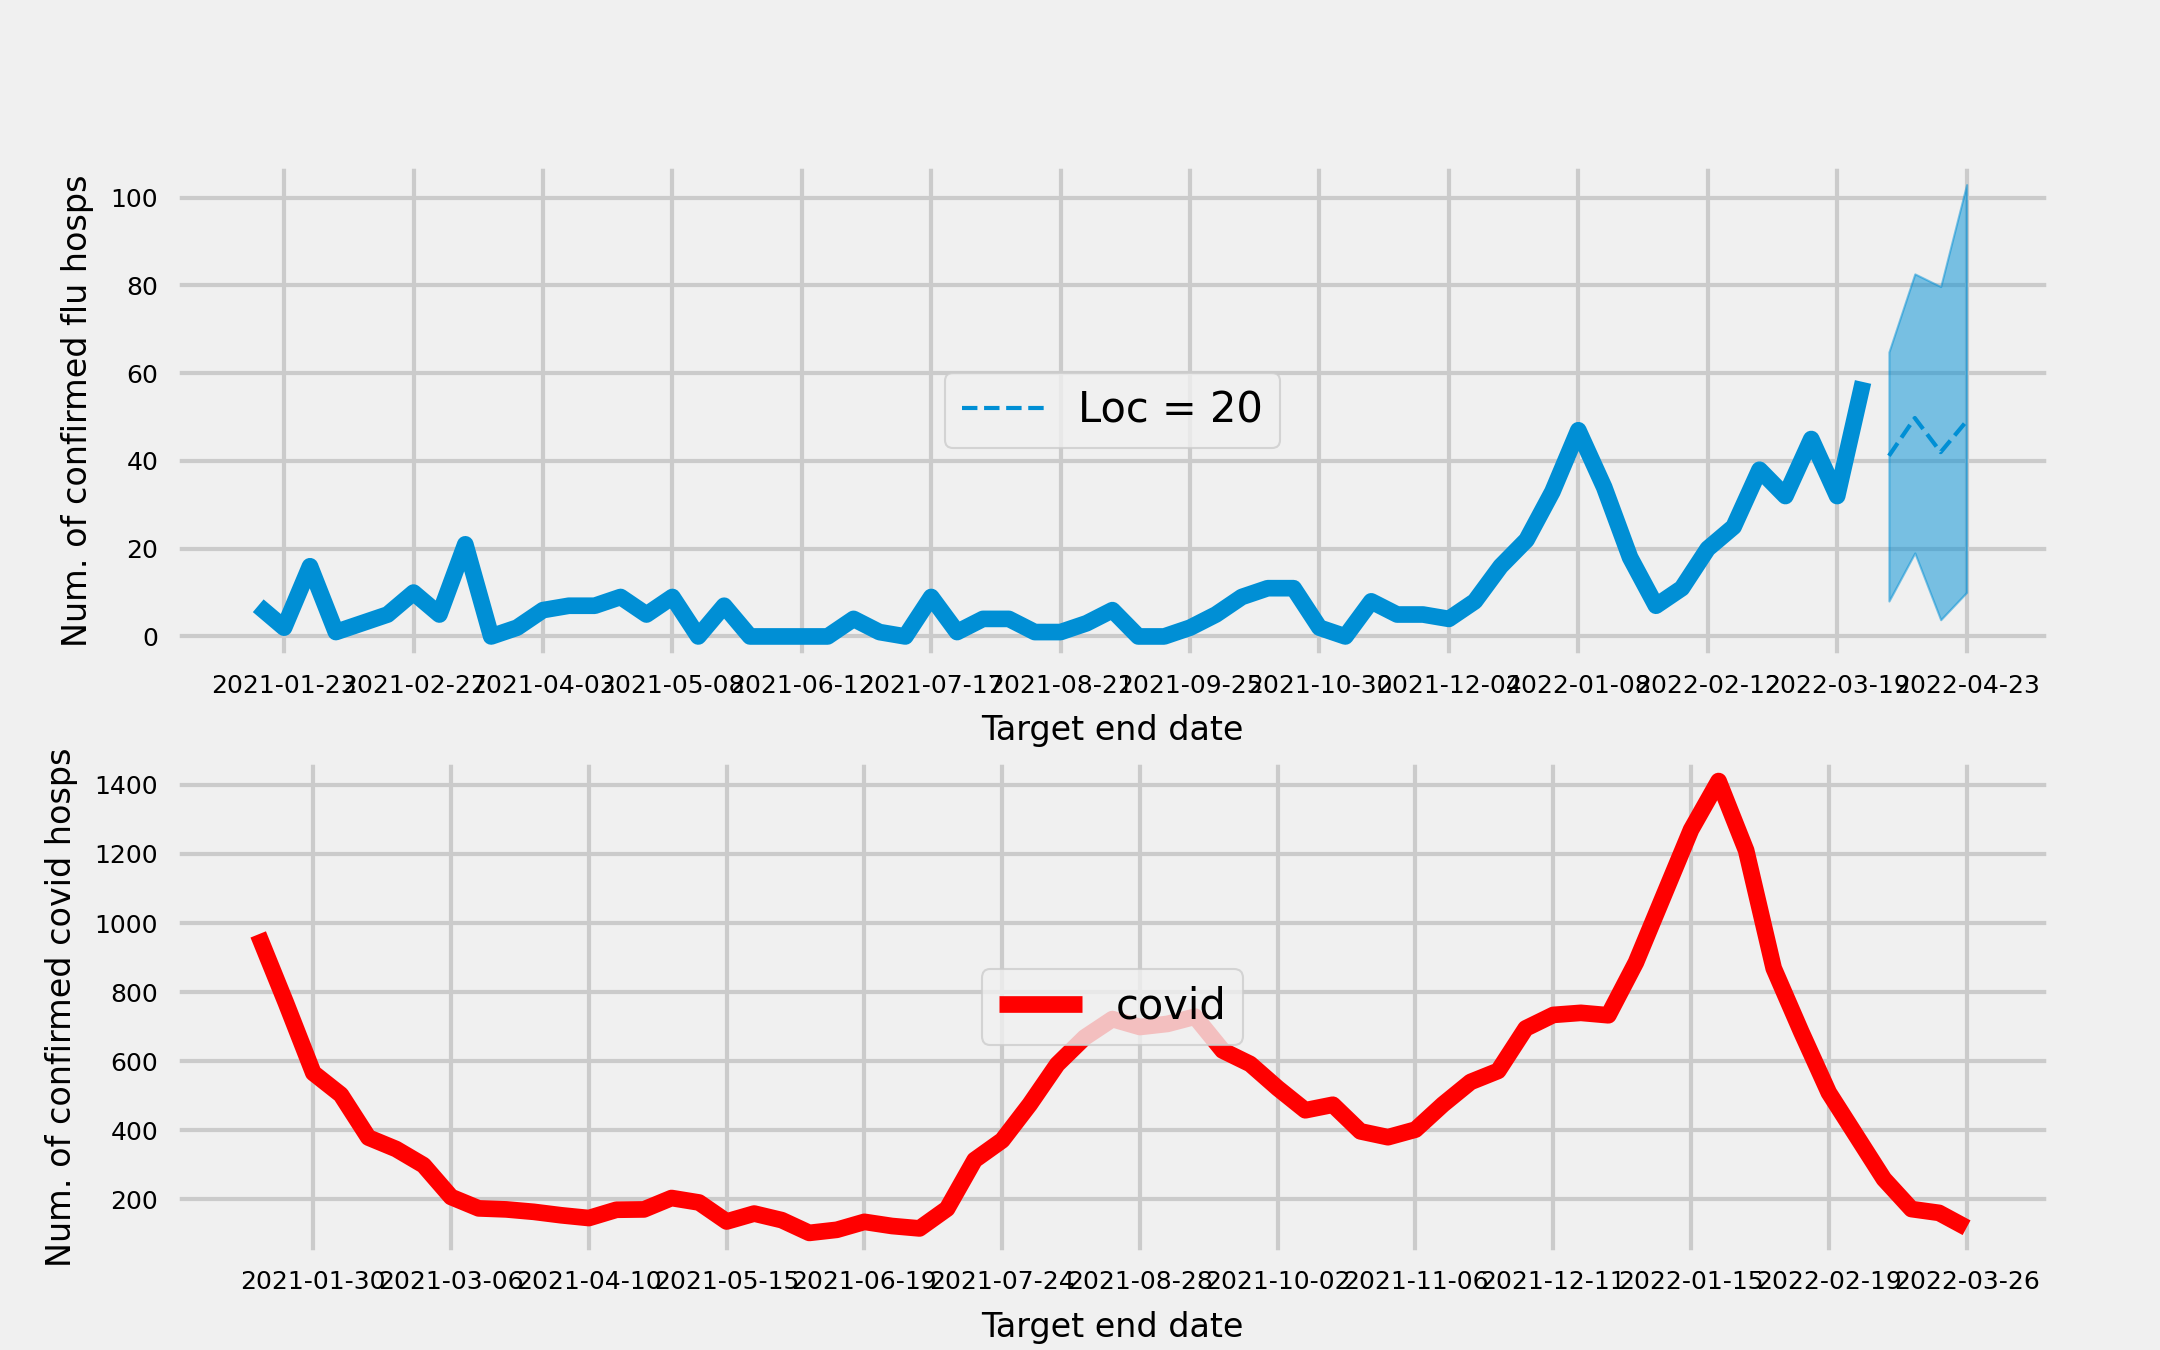 Num. of confirmed flu hosps
100
80
60
40
20
0
Loc = 20
2021-01-23 2021-02-27 2021-04-03 2021-05-08 2021-06-12 2021-07-17 2021-08-21 2021-09-25 2021-10-30 2021-12-04 2022-01-08 2022-02-12 2022-03-19 2022-04-23
Target end date
Num. of confirmed covid hosps
1400
1200
1000
800
600
400
200
covid
2021-01-30 2021-03-06 2021-04-10 2021-05-15 2021-06-19 2021-07-24 2021-08-28 2021-10-02 2021-11-06 2021-12-11 2022-01-15 2022-02-19 2022-03-26
Target end date